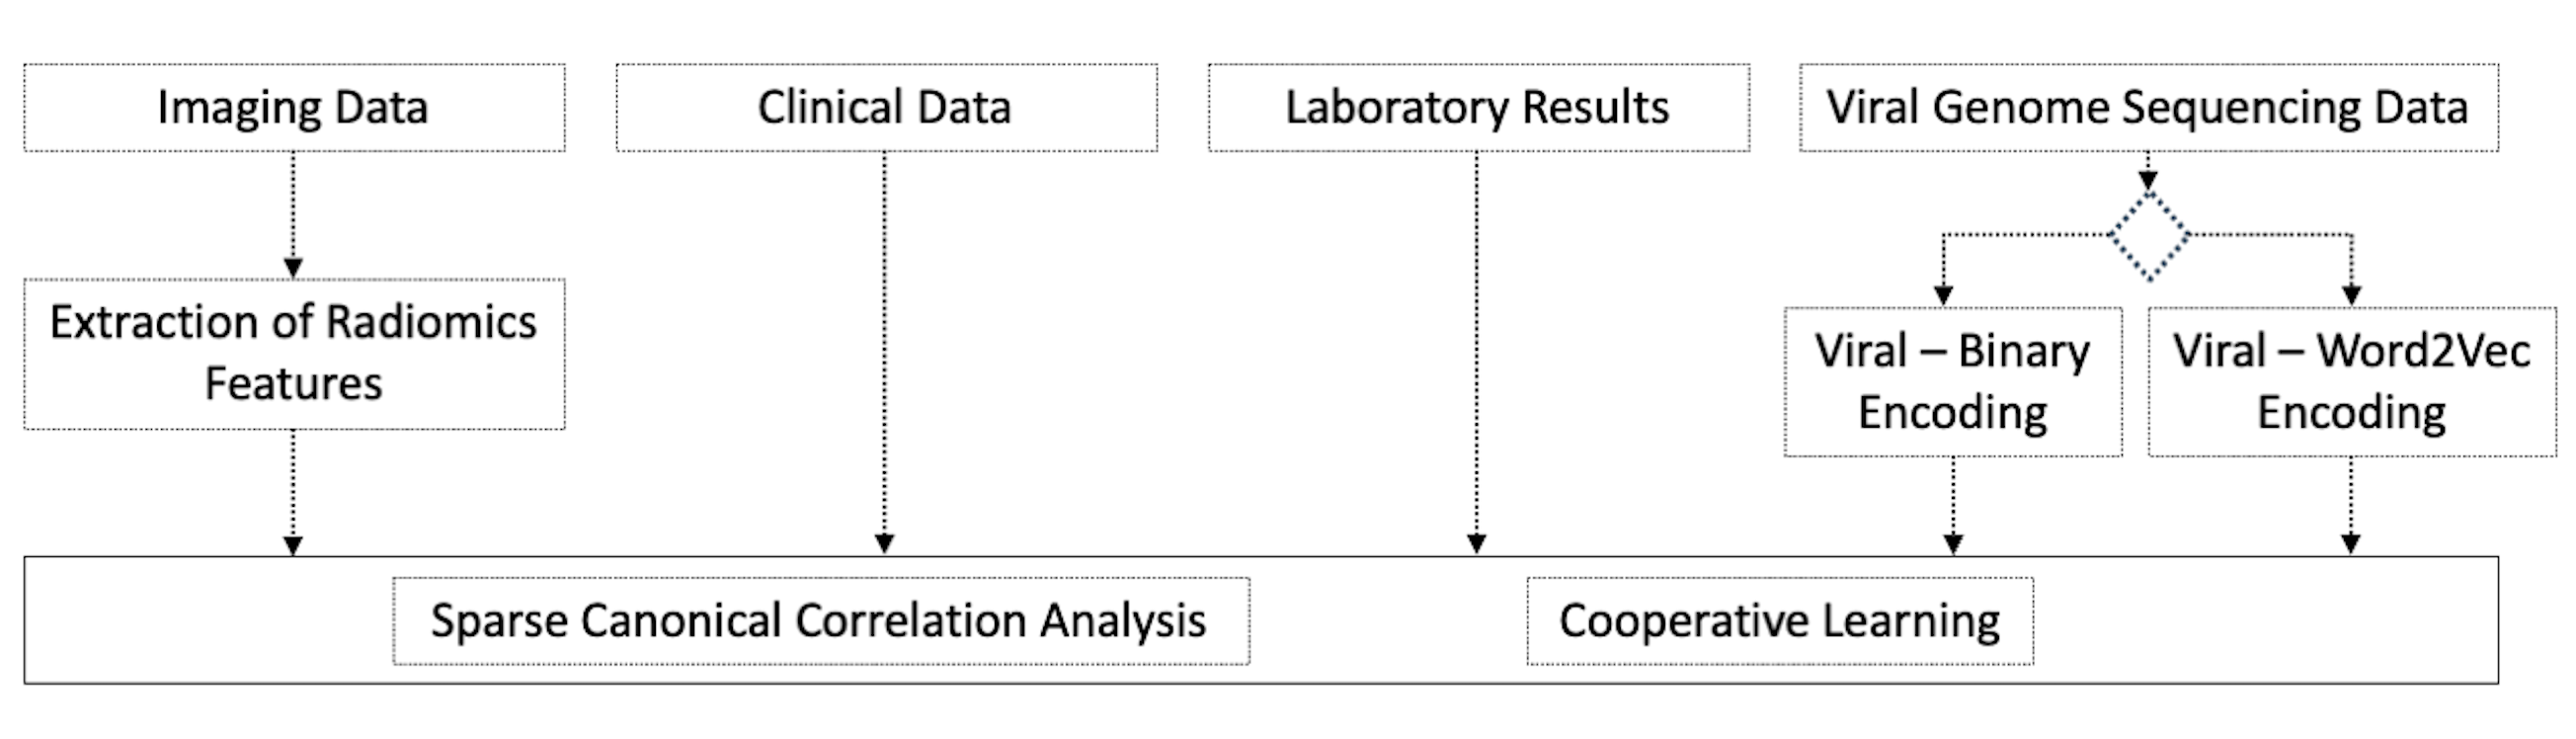 Imaging Data
Clinical Data
Laboratory Results
Viral Genome Sequencing Data
Extraction of Radiomics
Features
Viral – Binary
Encoding
Viral – Word2Vec
Encoding
Sparse Canonical Correlation Analysis
Cooperative Learning